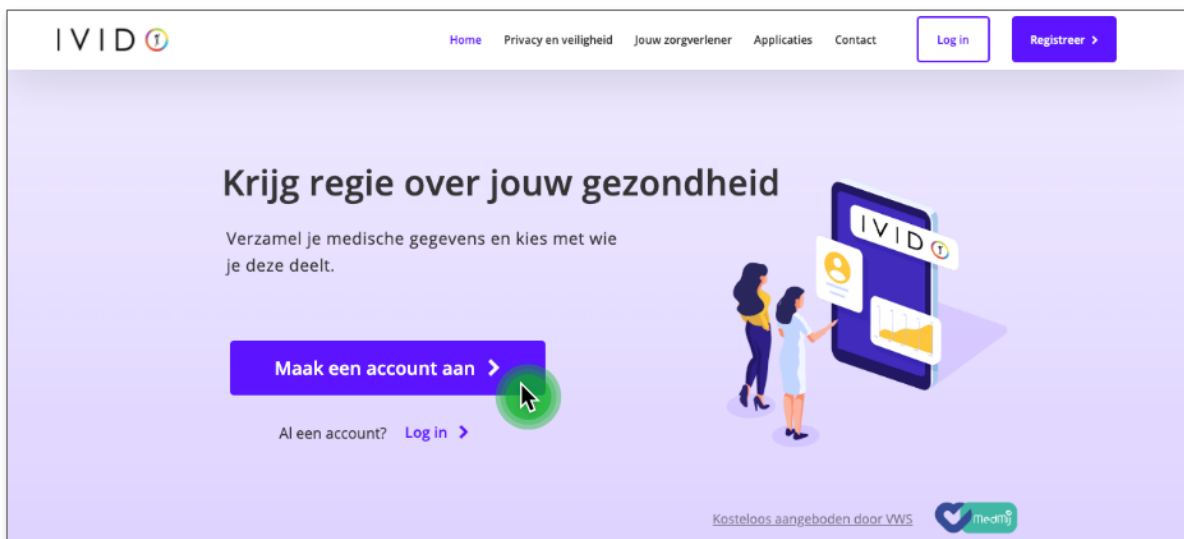 IVIDO
Home Privacy en veiligheid Jouw zorgverlener Applicaties Contact Log in Registreer >
Krijg regie over jouw gezondheid
Verzamel je medische gegevens en kies met wie
je deze deelt.
IVIDO
Maak een account aan >
Al een account? Log in >
Kosteloos aangeboden door VWS MedMij